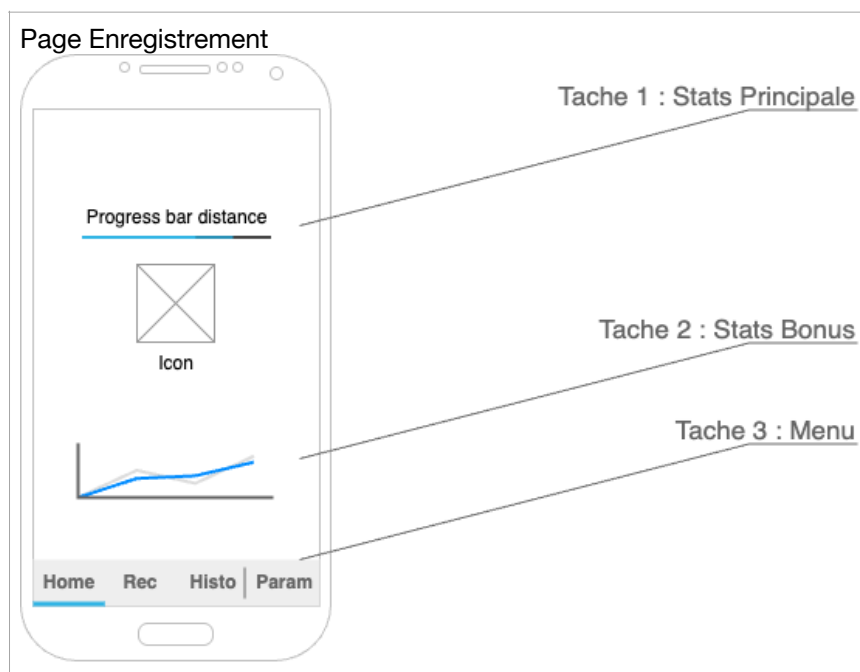 Page Enregistrement
Tache 1 : Stats Principale
Progress bar distance
Icon
Tache 2 : Stats Bonus
Tache 3 : Menu
Home Rec Histo Param